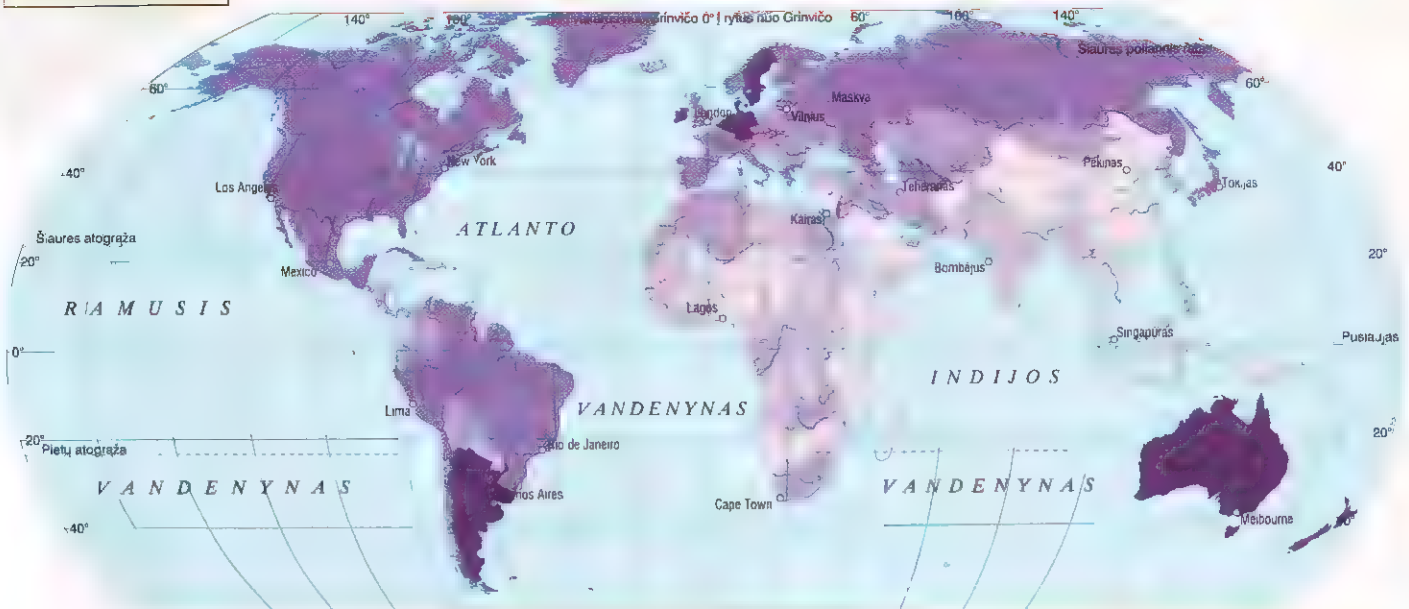 140° 100° Grinvičo 0° Į rytus nuo Grinvičo 60° 100° 140°
Šiaurės poliaratis
60° 60°
Maskva
London
Vilnius
New York
Pekinas
40° 40°
Los Angeles
Teheranas
Tokijas
Kairas
ATLANTO
Šiaurės atogrąža
20° 20°
Mexico
Bombėjus
RAMUSIS
Lagos
Singapūras
0°
Pusiaujas
INDIJOS
Lima
VANDENYNAS
20° 20°
Rio de Janeiro
Pietų atogrąža
VANDENYNAS
VANDENYNAS
nos Aires
Cape Town
Melbourne
40°